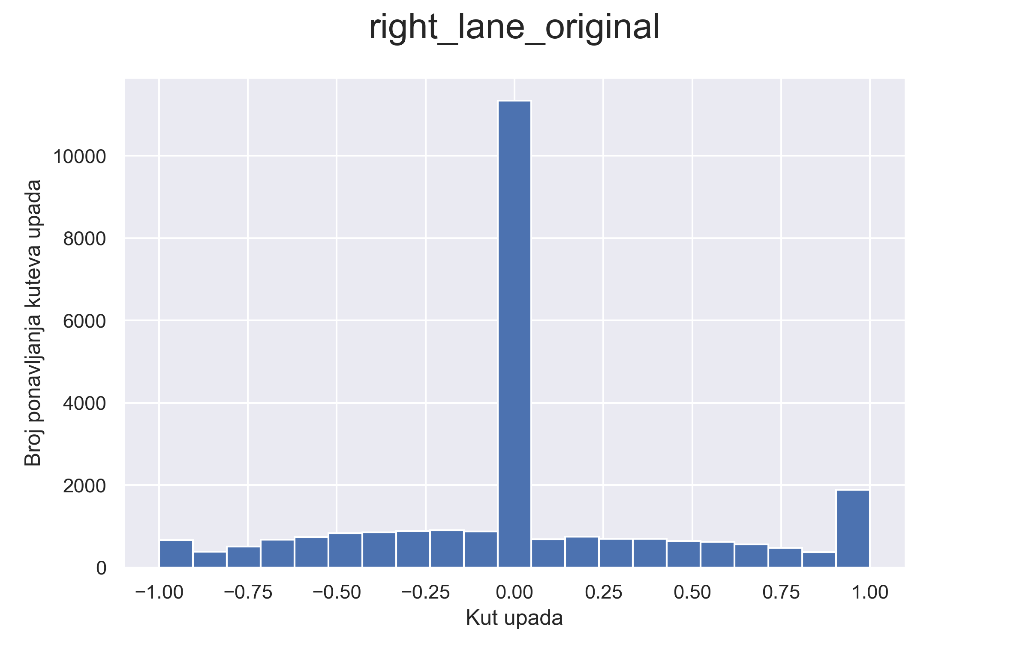 right_lane_original
Broj ponavljanja kuteva upada
10000
8000
6000
4000
2000
0
−1.00 −0.75 −0.50 −0.25 0.00 0.25 0.50 0.75 1.00
Kut upada